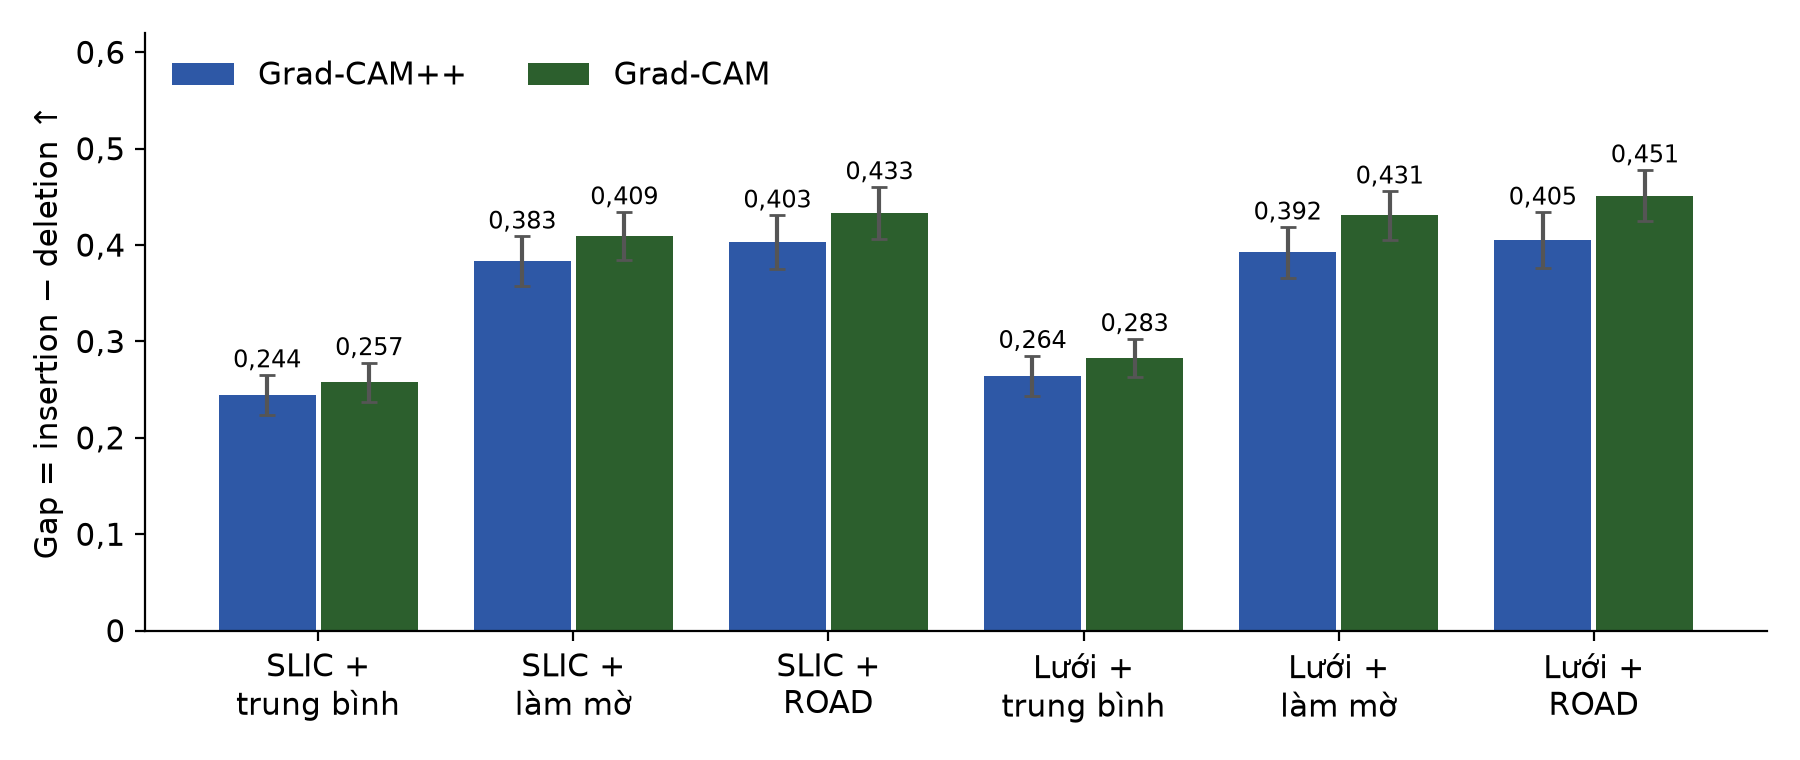 Gap = insertion − deletion ↑
0,6
0,5
0,4
0,3
0,2
0,1
0
Grad-CAM++
Grad-CAM
0,244
0,257
0,383
0,409
0,403
0,433
0,264
0,283
0,392
0,431
0,405
0,451
SLIC +
trung bình
SLIC +
làm mờ
SLIC +
ROAD
Lưới +
trung bình
Lưới +
làm mờ
Lưới +
ROAD